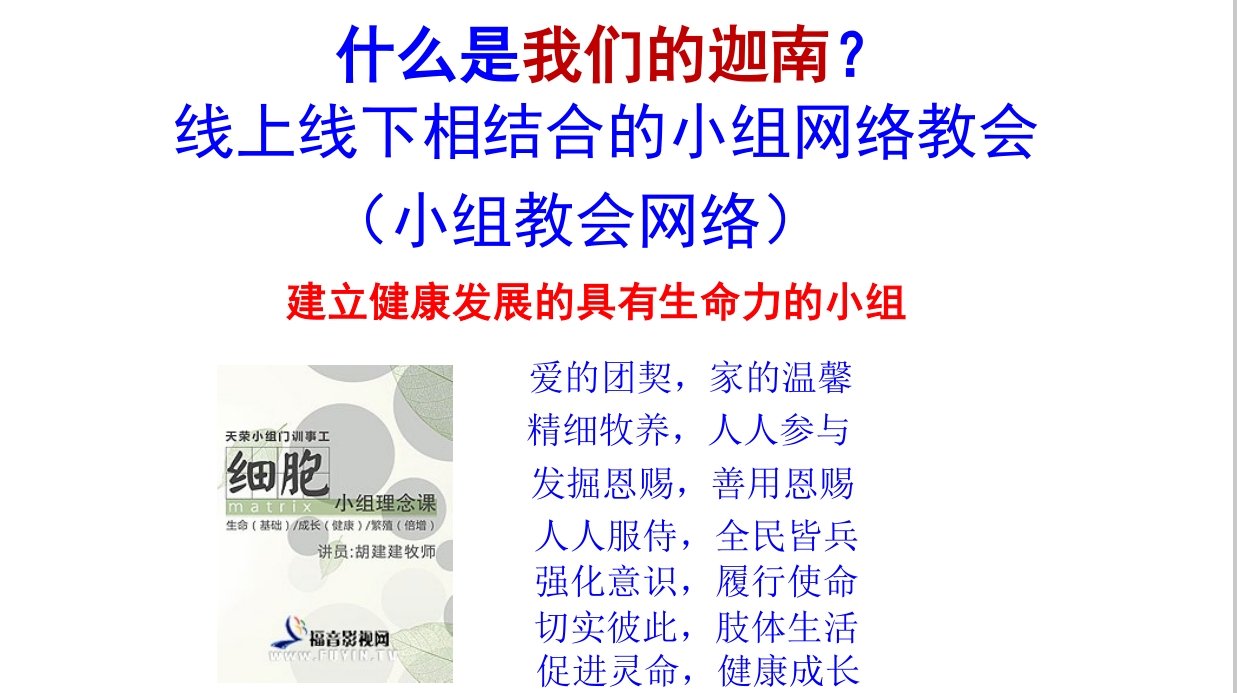 什么是我们的迦南？
线上线下相结合的小组网络教会
（小组教会网络）
建立健康发展的具有生命力的小组
爱的团契，家的温馨
精细牧养，人人参与
发掘恩赐，善用恩赐
人人服侍，全民皆兵
强化意识，履行使命
切实彼此，肢体生活
促进灵命，健康成长
天荣小组门训事工
细胞
matrix 小组理念课
生命（基础）/成长（健康）/繁殖（倍增）
讲员:胡建建牧师
福音影视网
www.FUYIN.TV